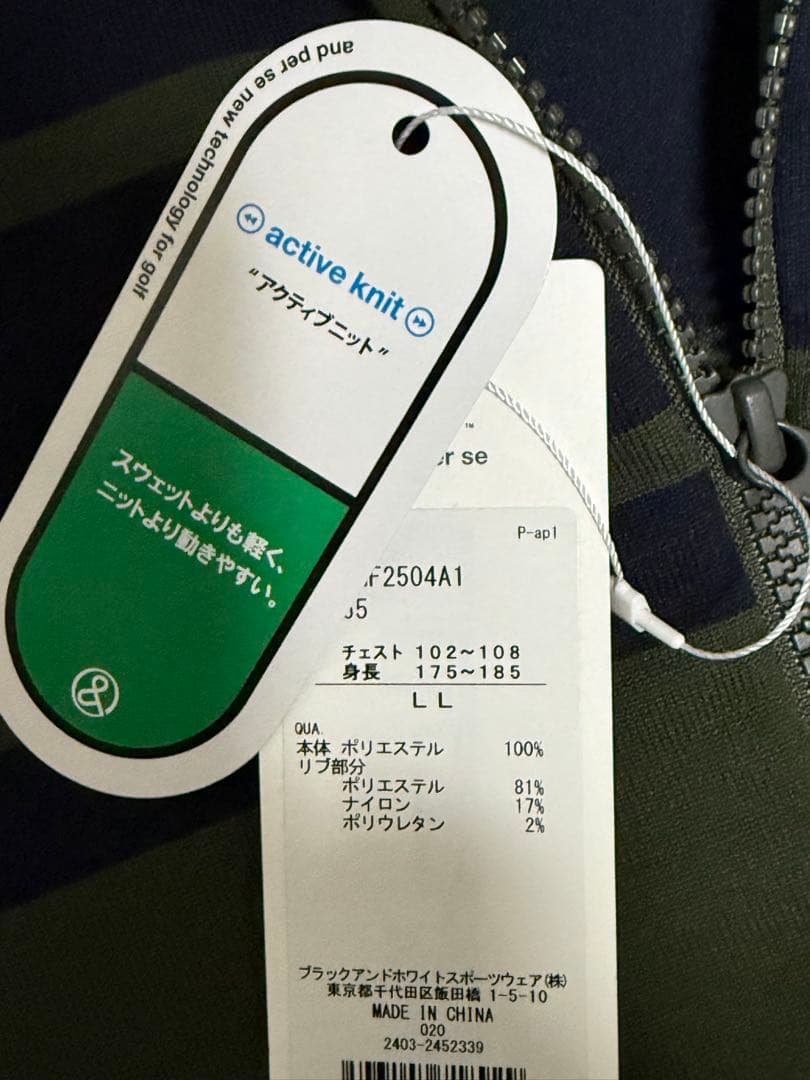 and per se new technology for golf
active knit
"アクティブニット"
スウェットよりも軽く、
ニットより動きやすい。
™
er se
P-ap1
F2504A1
5
チェスト 102~108
身長 175~185
LL
QUA.
本体 ポリエステル 100%
リブ部分
ポリエステル 81%
ナイロン 17%
ポリウレタン 2%
ブラックアンドホワイトスポーツウェア(株)
東京都千代田区飯田橋 1-5-10
MADE IN CHINA
020
2403-2452339